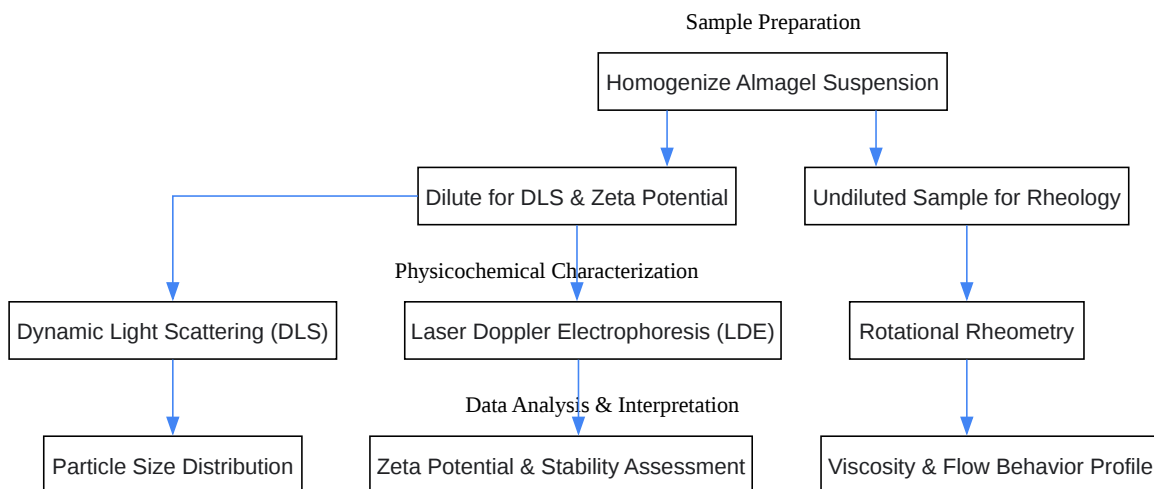 Sample Preparation
Homogenize Almagel Suspension
Dilute for DLS & Zeta Potential
Undiluted Sample for Rheology
Physicochemical Characterization
Dynamic Light Scattering (DLS)
Laser Doppler Electrophoresis (LDE)
Rotational Rheometry
Data Analysis & Interpretation
Particle Size Distribution
Zeta Potential & Stability Assessment
Viscosity & Flow Behavior Profile